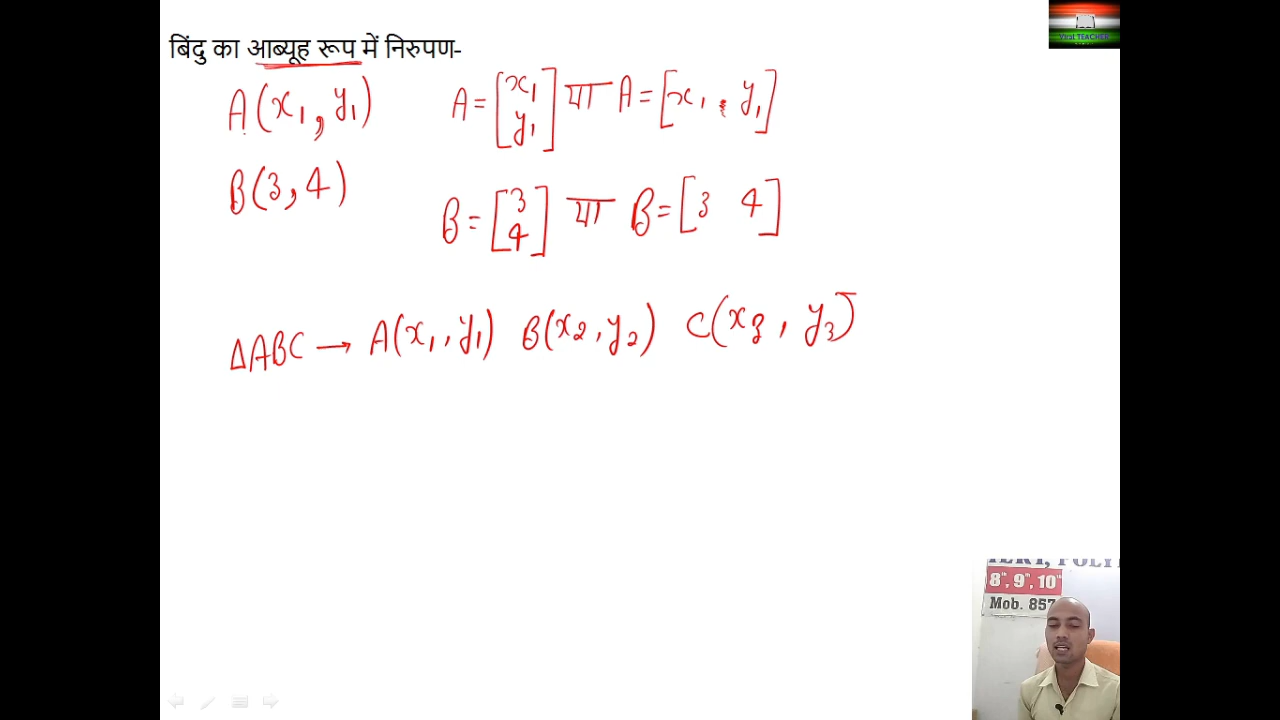 बिंदु का आब्यूह रूप में निरुपण-
A(x₁, y₁) A = [x₁ y₁] या A = [x₁ . y₁]
B(3, 4) B = [3 4] या B = [3 4]
ΔABC → A(x₁, y₁) B(x₂, y₂) C(x₃, y₃)
8", 9", 10"
Mob. 857